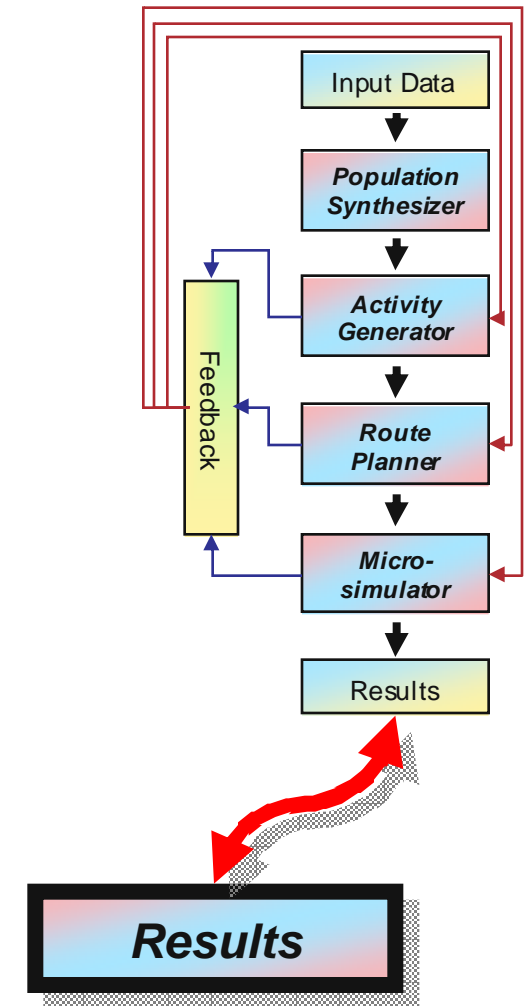 Input Data
Population
Synthesizer
Activity
Generator
Feedback
Route
Planner
Micro-
simulator
Results
Results